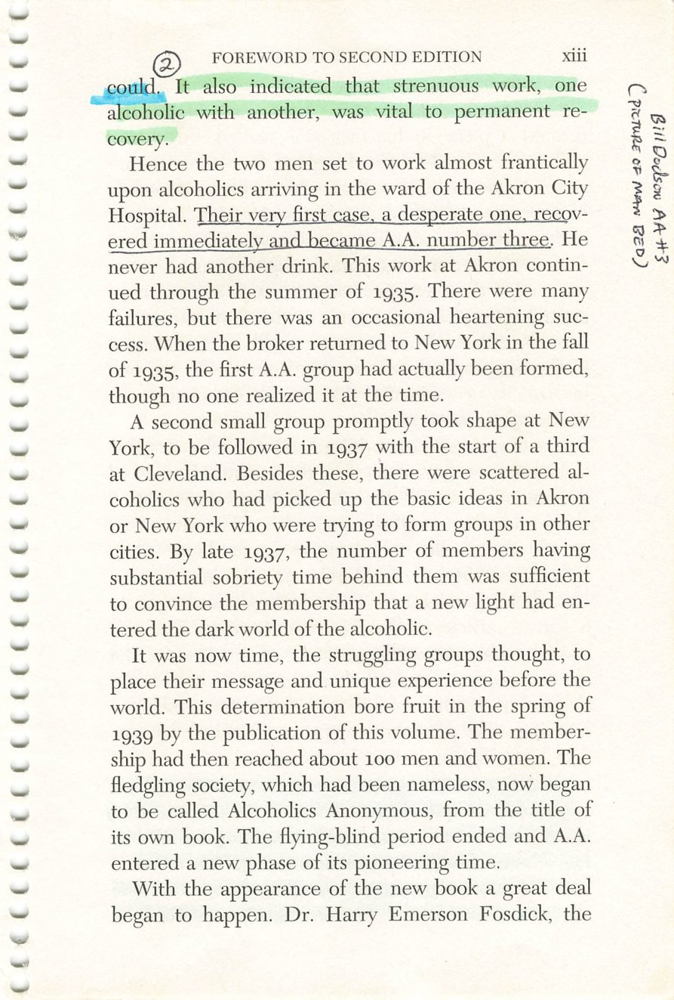 ② FOREWORD TO SECOND EDITION xiii
could. It also indicated that strenuous work, one
alcoholic with another, was vital to permanent re-
covery.
Hence the two men set to work almost frantically
upon alcoholics arriving in the ward of the Akron City
Hospital. Their very first case, a desperate one, recov-
ered immediately and became A.A. number three. He
never had another drink. This work at Akron contin-
ued through the summer of 1935. There were many
failures, but there was an occasional heartening suc-
cess. When the broker returned to New York in the fall
of 1935, the first A.A. group had actually been formed,
though no one realized it at the time.
A second small group promptly took shape at New
York, to be followed in 1937 with the start of a third
at Cleveland. Besides these, there were scattered al-
coholics who had picked up the basic ideas in Akron
or New York who were trying to form groups in other
cities. By late 1937, the number of members having
substantial sobriety time behind them was sufficient
to convince the membership that a new light had en-
tered the dark world of the alcoholic.
It was now time, the struggling groups thought, to
place their message and unique experience before the
world. This determination bore fruit in the spring of
1939 by the publication of this volume. The member-
ship had then reached about 100 men and women. The
fledgling society, which had been nameless, now began
to be called Alcoholics Anonymous, from the title of
its own book. The flying-blind period ended and A.A.
entered a new phase of its pioneering time.
With the appearance of the new book a great deal
began to happen. Dr. Harry Emerson Fosdick, the
Bill Dodson AA #3
(PICTURE OF MAN BED)